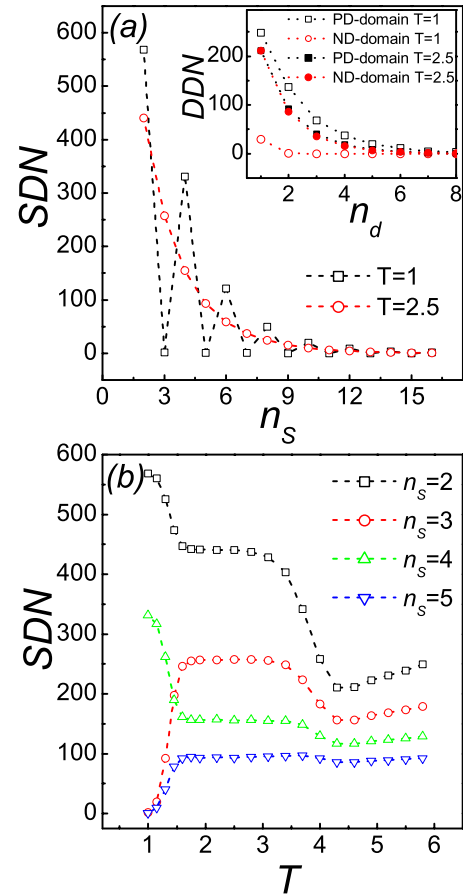 (a)
600
500
400
300
200
100
0
SDN
0 3 6 9 12 15
n_S
T=1
T=2.5
DDN
200
100
0
2 4 6 8
n_d
PD-domain T=1
ND-domain T=1
PD-domain T=2.5
ND-domain T=2.5
(b)
600
500
400
300
200
100
0
SDN
1 2 3 4 5 6
T
n_S=2
n_S=3
n_S=4
n_S=5